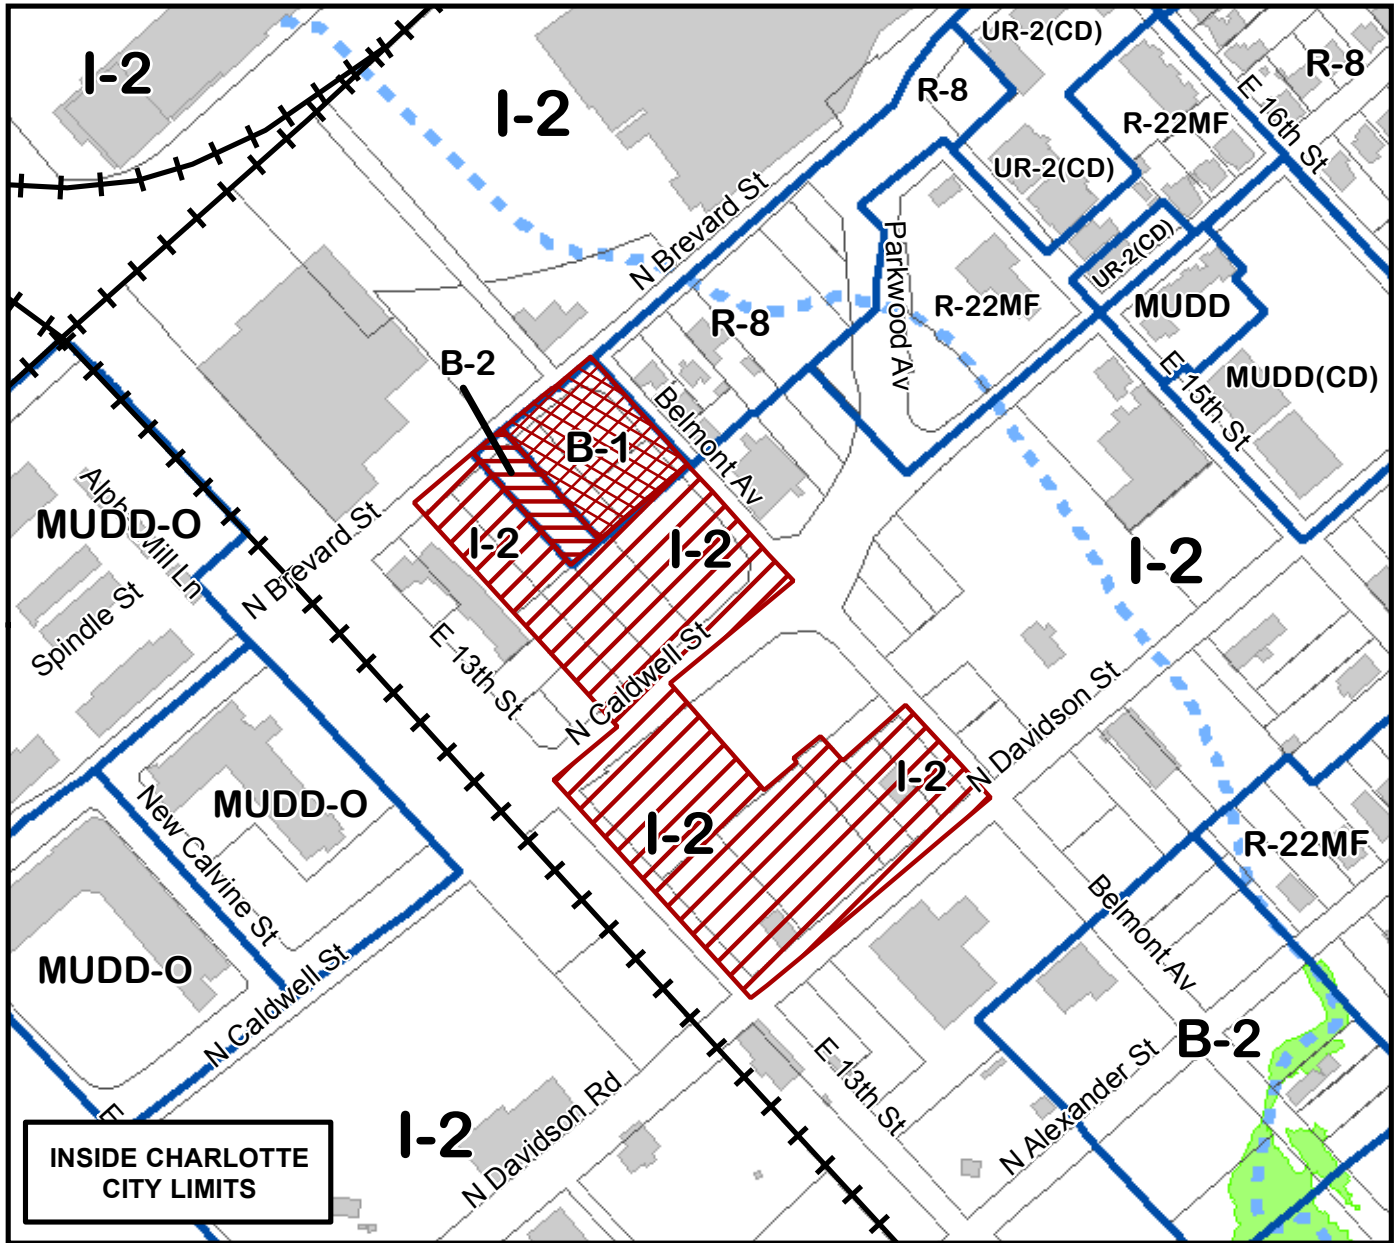 UR-2(CD)
I-2
R-8
R-8
I-2
E 16th St
R-22MF
UR-2(CD)
N Brevard St
UR-2(CD)
Parkwood Av
R-22MF
MUDD
R-8
B-2
E 15th St
MUDD(CD)
Belmont Av
B-1
MUDD-O
Alpha Mill Ln
N Brevard St
I-2
I-2
I-2
Spindle St
E 13th St
N Caldwell St
N Davidson St
I-2
MUDD-O
I-2
New Calvine St
R-22MF
Belmont Av
MUDD-O
N Caldwell St
B-2
E 13th St
N Alexander St
E
I-2
N Davidson Rd
INSIDE CHARLOTTE
CITY LIMITS